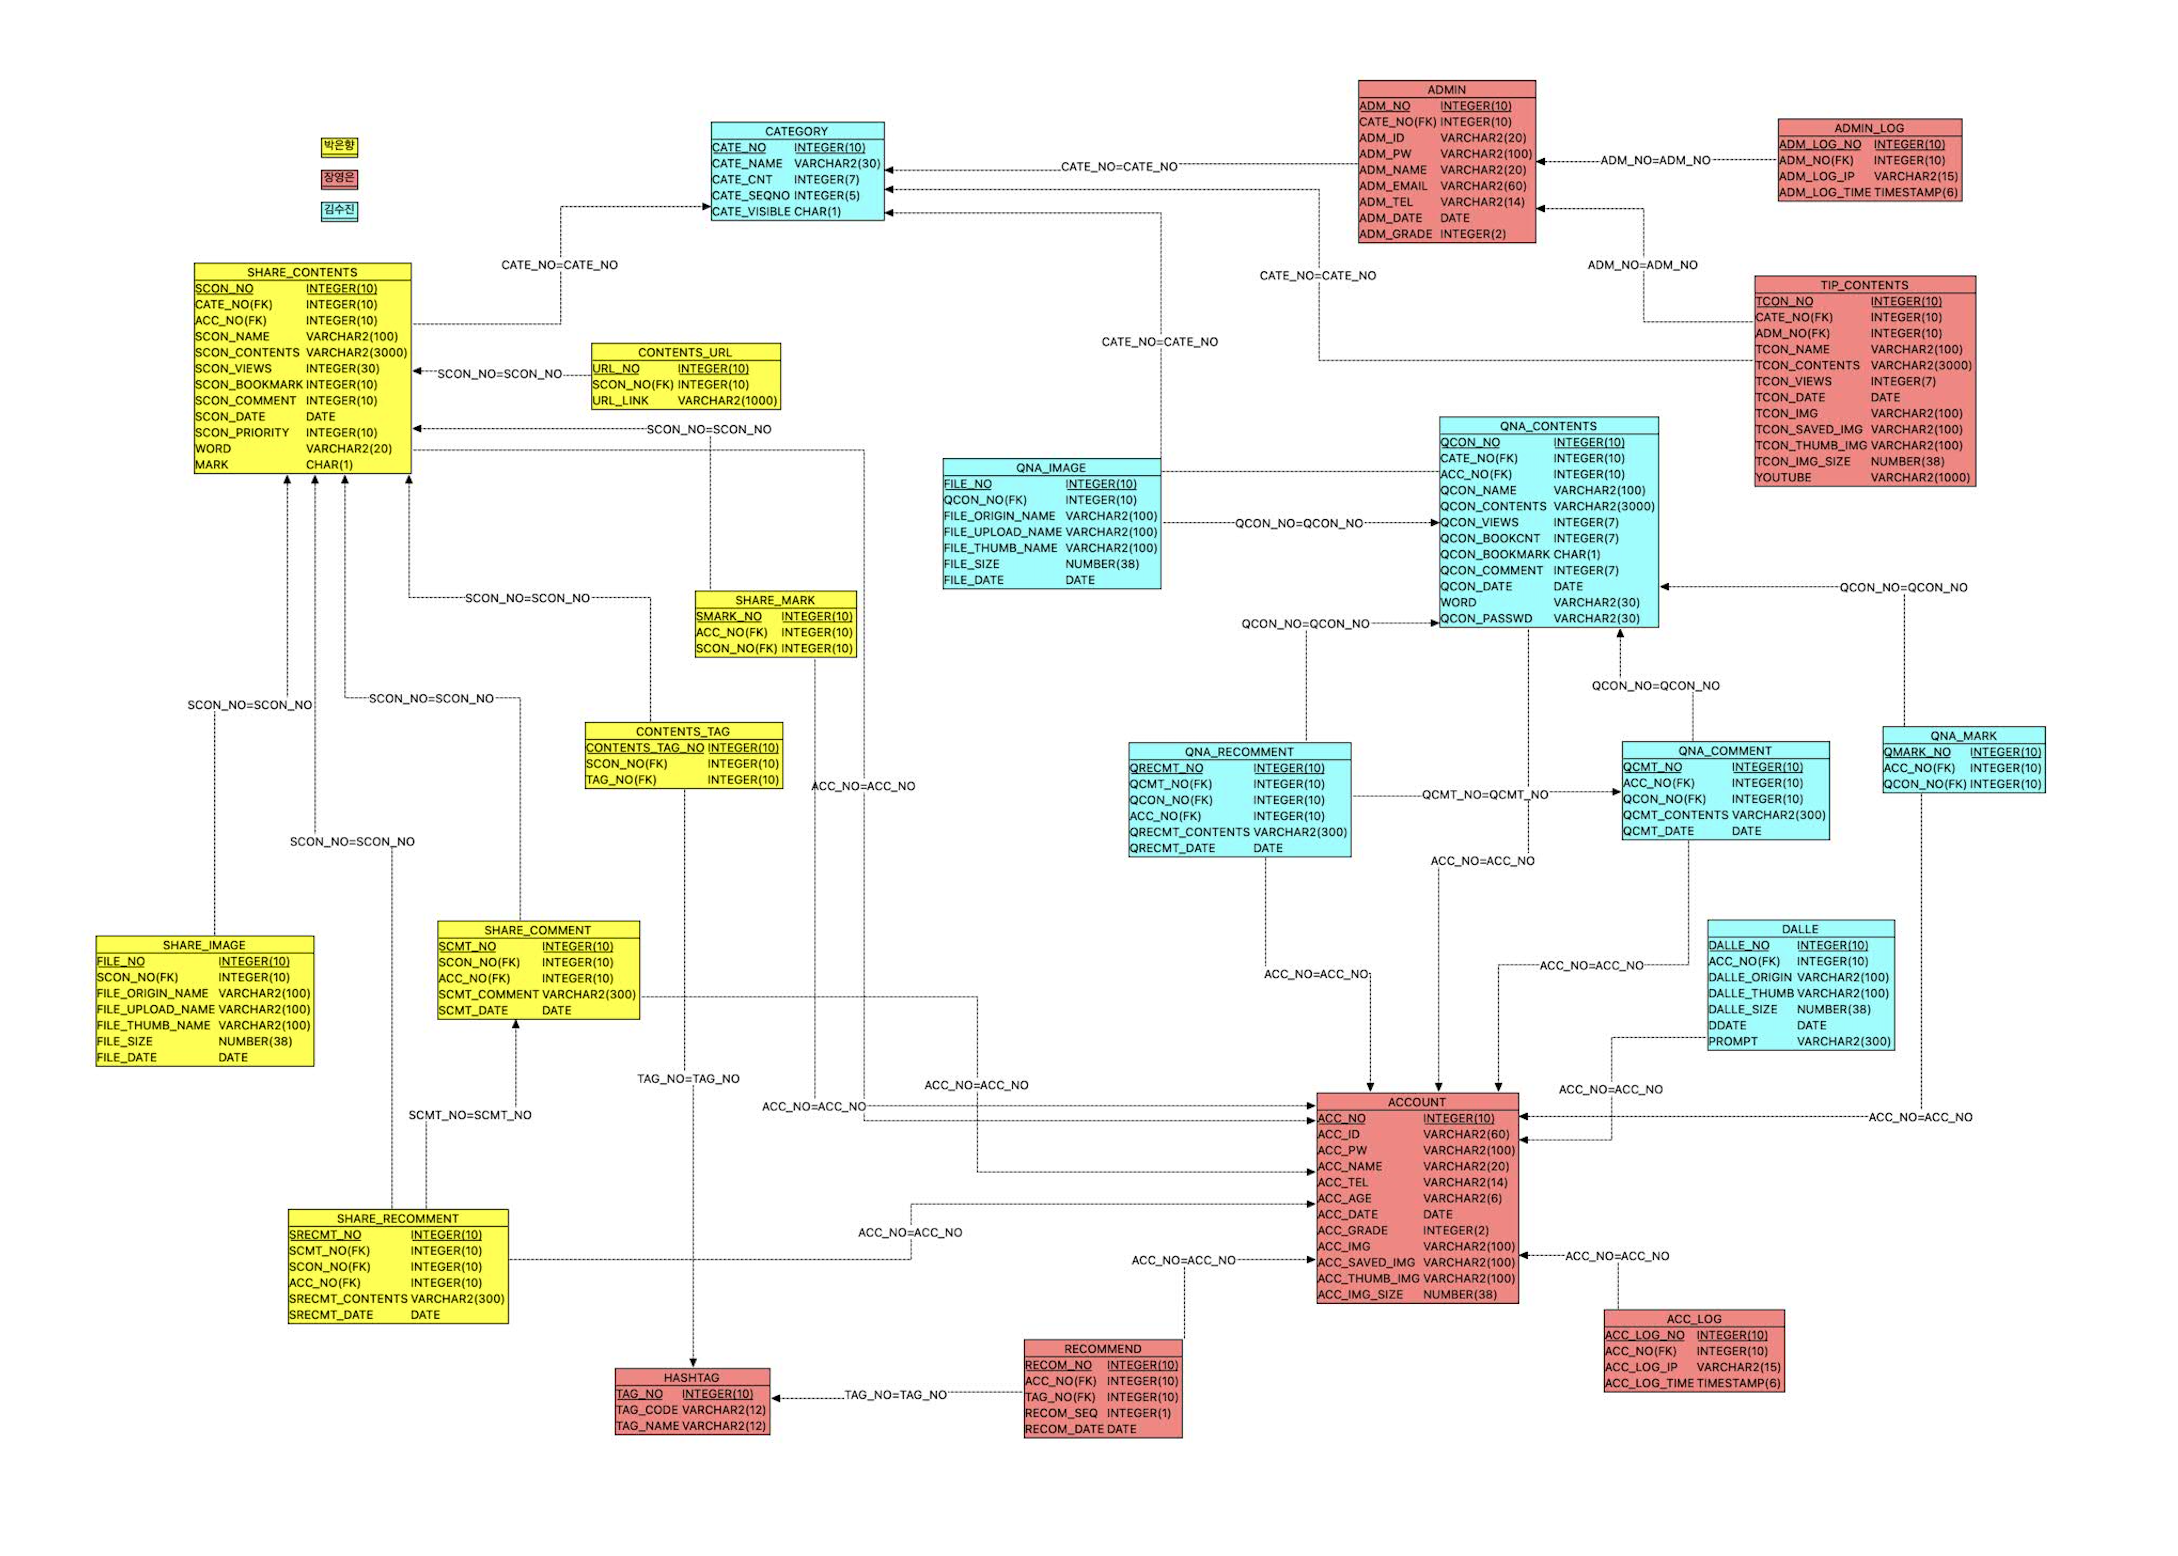 박은향
장영은
김수진
CATEGORY
CATE_NO INTEGER(10)
CATE_NAME VARCHAR2(30)
CATE_CNT INTEGER(7)
CATE_SEQNO INTEGER(5)
CATE_VISIBLE CHAR(1)
CATE_NO=CATE_NO
ADMIN
ADM_NO INTEGER(10)
CATE_NO(FK) INTEGER(10)
ADM_ID VARCHAR2(20)
ADM_PW VARCHAR2(100)
ADM_NAME VARCHAR2(20)
ADM_EMAIL VARCHAR2(60)
ADM_TEL VARCHAR2(14)
ADM_DATE DATE
ADM_GRADE INTEGER(2)
ADM_NO=ADM_NO
ADMIN_LOG
ADM_LOG_NO INTEGER(10)
ADM_NO(FK) INTEGER(10)
ADM_LOG_IP VARCHAR2(15)
ADM_LOG_TIME TIMESTAMP(6)
CATE_NO=CATE_NO
CATE_NO=CATE_NO
ADM_NO=ADM_NO
CATE_NO=CATE_NO
SHARE_CONTENTS
SCON_NO INTEGER(10)
CATE_NO(FK) INTEGER(10)
ACC_NO(FK) INTEGER(10)
SCON_NAME VARCHAR2(100)
SCON_CONTENTS VARCHAR2(3000)
SCON_VIEWS INTEGER(30)
SCON_BOOKMARK INTEGER(10)
SCON_COMMENT INTEGER(10)
SCON_DATE DATE
SCON_PRIORITY INTEGER(10)
WORD VARCHAR2(20)
MARK CHAR(1)
SCON_NO=SCON_NO
CONTENTS_URL
URL_NO INTEGER(10)
SCON_NO(FK) INTEGER(10)
URL_LINK VARCHAR2(1000)
SCON_NO=SCON_NO
TIP_CONTENTS
TCON_NO INTEGER(10)
CATE_NO(FK) INTEGER(10)
ADM_NO(FK) INTEGER(10)
TCON_NAME VARCHAR2(100)
TCON_CONTENTS VARCHAR2(3000)
TCON_VIEWS INTEGER(7)
TCON_DATE DATE
TCON_IMG VARCHAR2(100)
TCON_SAVED_IMG VARCHAR2(100)
TCON_THUMB_IMG VARCHAR2(100)
TCON_IMG_SIZE NUMBER(38)
YOUTUBE VARCHAR2(1000)
QNA_IMAGE
FILE_NO INTEGER(10)
QCON_NO(FK) INTEGER(10)
FILE_ORIGIN_NAME VARCHAR2(100)
FILE_UPLOAD_NAME VARCHAR2(100)
FILE_THUMB_NAME VARCHAR2(100)
FILE_SIZE NUMBER(38)
FILE_DATE DATE
QCON_NO=QCON_NO
QNA_CONTENTS
QCON_NO INTEGER(10)
CATE_NO(FK) INTEGER(10)
ACC_NO(FK) INTEGER(10)
QCON_NAME VARCHAR2(100)
QCON_CONTENTS VARCHAR2(3000)
QCON_VIEWS INTEGER(7)
QCON_BOOKCNT INTEGER(7)
QCON_BOOKMARK CHAR(1)
QCON_COMMENT INTEGER(7)
QCON_DATE DATE
WORD VARCHAR2(30)
QCON_PASSWD VARCHAR2(30)
QCON_NO=QCON_NO
SCON_NO=SCON_NO
SHARE_MARK
SMARK_NO INTEGER(10)
ACC_NO(FK) INTEGER(10)
SCON_NO(FK) INTEGER(10)
QCON_NO=QCON_NO
QCON_NO=QCON_NO
SCON_NO=SCON_NO
SCON_NO=SCON_NO
CONTENTS_TAG
CONTENTS_TAG_NO INTEGER(10)
SCON_NO(FK) INTEGER(10)
TAG_NO(FK) INTEGER(10)
ACC_NO=ACC_NO
QNA_RECOMMENT
QRECMT_NO INTEGER(10)
QCMT_NO(FK) INTEGER(10)
QCON_NO(FK) INTEGER(10)
ACC_NO(FK) INTEGER(10)
QRECMT_CONTENTS VARCHAR2(300)
QRECMT_DATE DATE
QCMT_NO=QCMT_NO
QNA_COMMENT
QCMT_NO INTEGER(10)
ACC_NO(FK) INTEGER(10)
QCON_NO(FK) INTEGER(10)
QCMT_CONTENTS VARCHAR2(300)
QCMT_DATE DATE
QNA_MARK
QMARK_NO INTEGER(10)
ACC_NO(FK) INTEGER(10)
QCON_NO(FK) INTEGER(10)
SCON_NO=SCON_NO
ACC_NO=ACC_NO
SHARE_IMAGE
FILE_NO INTEGER(10)
SCON_NO(FK) INTEGER(10)
FILE_ORIGIN_NAME VARCHAR2(100)
FILE_UPLOAD_NAME VARCHAR2(100)
FILE_THUMB_NAME VARCHAR2(100)
FILE_SIZE NUMBER(38)
FILE_DATE DATE
SHARE_COMMENT
SCMT_NO INTEGER(10)
SCON_NO(FK) INTEGER(10)
ACC_NO(FK) INTEGER(10)
SCMT_COMMENT VARCHAR2(300)
SCMT_DATE DATE
ACC_NO=ACC_NO
ACC_NO=ACC_NO
DALLE
DALLE_NO INTEGER(10)
ACC_NO(FK) INTEGER(10)
DALLE_ORIGIN VARCHAR2(100)
DALLE_THUMB VARCHAR2(100)
DALLE_SIZE NUMBER(38)
DDATE DATE
PROMPT VARCHAR2(300)
TAG_NO=TAG_NO
ACC_NO=ACC_NO
ACC_NO=ACC_NO
ACC_NO=ACC_NO
SCMT_NO=SCMT_NO
ACC_NO=ACC_NO
ACCOUNT
ACC_NO INTEGER(10)
ACC_ID VARCHAR2(60)
ACC_PW VARCHAR2(100)
ACC_NAME VARCHAR2(20)
ACC_TEL VARCHAR2(14)
ACC_AGE VARCHAR2(6)
ACC_DATE DATE
ACC_GRADE INTEGER(2)
ACC_IMG VARCHAR2(100)
ACC_SAVED_IMG VARCHAR2(100)
ACC_THUMB_IMG VARCHAR2(100)
ACC_IMG_SIZE NUMBER(38)
SHARE_RECOMMENT
SRECMT_NO INTEGER(10)
SCMT_NO(FK) INTEGER(10)
SCON_NO(FK) INTEGER(10)
ACC_NO(FK) INTEGER(10)
SRECMT_CONTENTS VARCHAR2(300)
SRECMT_DATE DATE
ACC_NO=ACC_NO
ACC_NO=ACC_NO
ACC_NO=ACC_NO
ACC_LOG
ACC_LOG_NO INTEGER(10)
ACC_NO(FK) INTEGER(10)
ACC_LOG_IP VARCHAR2(15)
ACC_LOG_TIME TIMESTAMP(6)
HASHTAG
TAG_NO INTEGER(10)
TAG_CODE VARCHAR2(12)
TAG_NAME VARCHAR2(12)
TAG_NO=TAG_NO
RECOMMEND
RECOM_NO INTEGER(10)
ACC_NO(FK) INTEGER(10)
TAG_NO(FK) INTEGER(10)
RECOM_SEQ INTEGER(1)
RECOM_DATE DATE